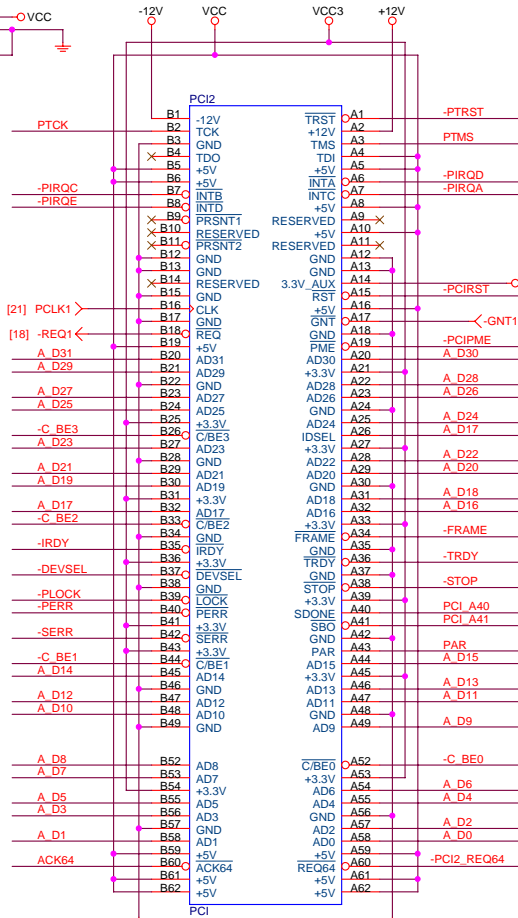 -12V VCC VCC3 +12V
VCC
PCI2
B1 -12V TRST A1 -PTRST
PTCK B2 TCK +12V A2
B3 GND TMS A3 PTMS
B4 TDO TDI A4
B5 +5V +5V A5
B6 +5V INTA A6 -PIRQD
-PIRQC B7 INTB INTC A7 -PIRQA
-PIRQE B8 INTD +5V A8
B9 PRSNT1 RESERVED A9
B10 RESERVED +5V A10
B11 PRSNT2 RESERVED A11
B12 GND GND A12
B13 GND GND A13
B14 RESERVED 3.3V_AUX A14
B15 GND RST A15 -PCIRST
[21] PCLK1 B16 CLK +5V A16
B17 GND GNT A17 -GNT1
[18] -REQ1 B18 REQ GND A18
B19 +5V PME A19 -PCIPME
A_D31 B20 AD31 AD30 A20 A_D30
A_D29 B21 AD29 +3.3V A21
B22 GND AD28 A22 A_D28
A_D27 B23 AD27 AD26 A23 A_D26
A_D25 B24 AD25 GND A24
B25 +3.3V AD24 A25 A_D24
-C_BE3 B26 C/BE3 IDSEL A26 A_D17
A_D23 B27 AD23 +3.3V A27
B28 GND AD22 A28 A_D22
A_D21 B29 AD21 AD20 A29 A_D20
A_D19 B30 AD19 GND A30
B31 +3.3V AD18 A31 A_D18
A_D17 B32 AD17 AD16 A32 A_D16
-C_BE2 B33 C/BE2 +3.3V A33
B34 GND FRAME A34 -FRAME
-IRDY B35 IRDY GND A35
B36 +3.3V TRDY A36 -TRDY
-DEVSEL B37 DEVSEL GND A37
B38 GND STOP A38 -STOP
-PLOCK B39 LOCK +3.3V A39
-PERR B40 PERR SDONE A40 PCI_A40
B41 +3.3V SBO A41 PCI_A41
-SERR B42 SERR GND A42
B43 +3.3V PAR A43 PAR
-C_BE1 B44 C/BE1 AD15 A44 A_D15
A_D14 B45 AD14 +3.3V A45
B46 GND AD13 A46 A_D13
A_D12 B47 AD12 AD11 A47 A_D11
A_D10 B48 AD10 GND A48
B49 GND AD9 A49 A_D9
A_D8 B52 AD8 C/BE0 A52 -C_BE0
A_D7 B53 AD7 +3.3V A53
B54 +3.3V AD6 A54 A_D6
A_D5 B55 AD5 AD4 A55 A_D4
A_D3 B56 AD3 GND A56
B57 GND AD2 A57 A_D2
A_D1 B58 AD1 AD0 A58 A_D0
B59 +5V +5V A59
ACK64 B60 ACK64 REQ64 A60 -PCI2_REQ64
B61 +5V +5V A61
B62 +5V +5V A62
PCI